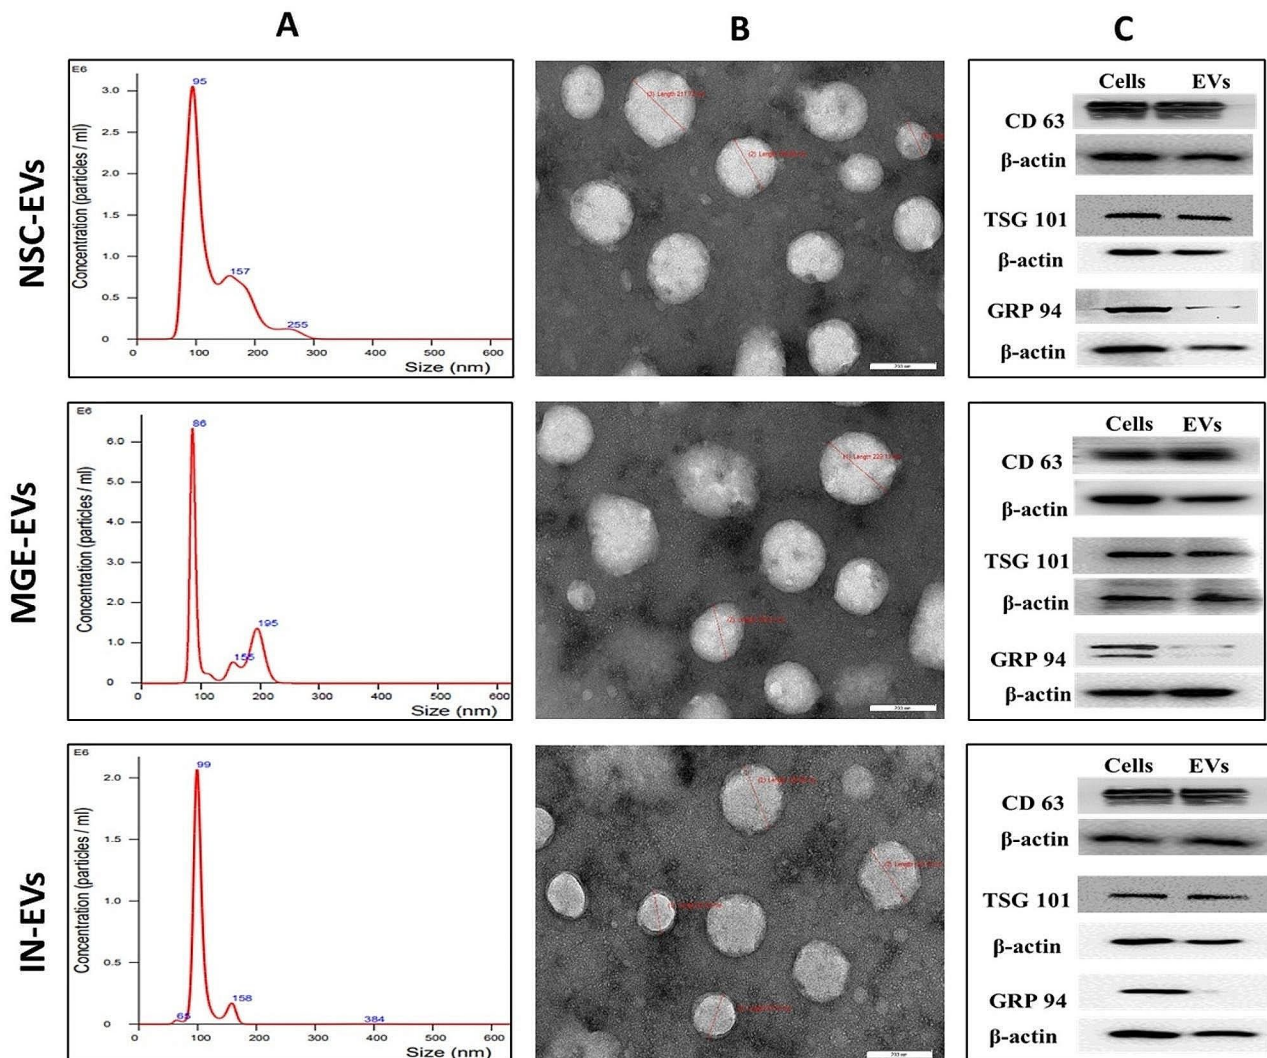 A
B
C
NSC-EVs
E6
95
157
255
3.0
2.5
2.0
1.5
1.0
0.5
0
Concentration (particles / ml)
0 100 200 300 400 500 600
Size (nm)
Cells EVs
CD 63
β-actin
TSG 101
β-actin
GRP 94
β-actin
MGE-EVs
E6
86
155
195
6.0
5.0
4.0
3.0
2.0
1.0
0
Concentration (particles / ml)
0 100 200 300 400 500 600
Size (nm)
Cells EVs
CD 63
β-actin
TSG 101
β-actin
GRP 94
β-actin
IN-EVs
E6
99
65
158
384
2.0
1.5
1.0
0.5
0
Concentration (particles / ml)
0 100 200 300 400 500 600
Size (nm)
Cells EVs
CD 63
β-actin
TSG 101
β-actin
GRP 94
β-actin